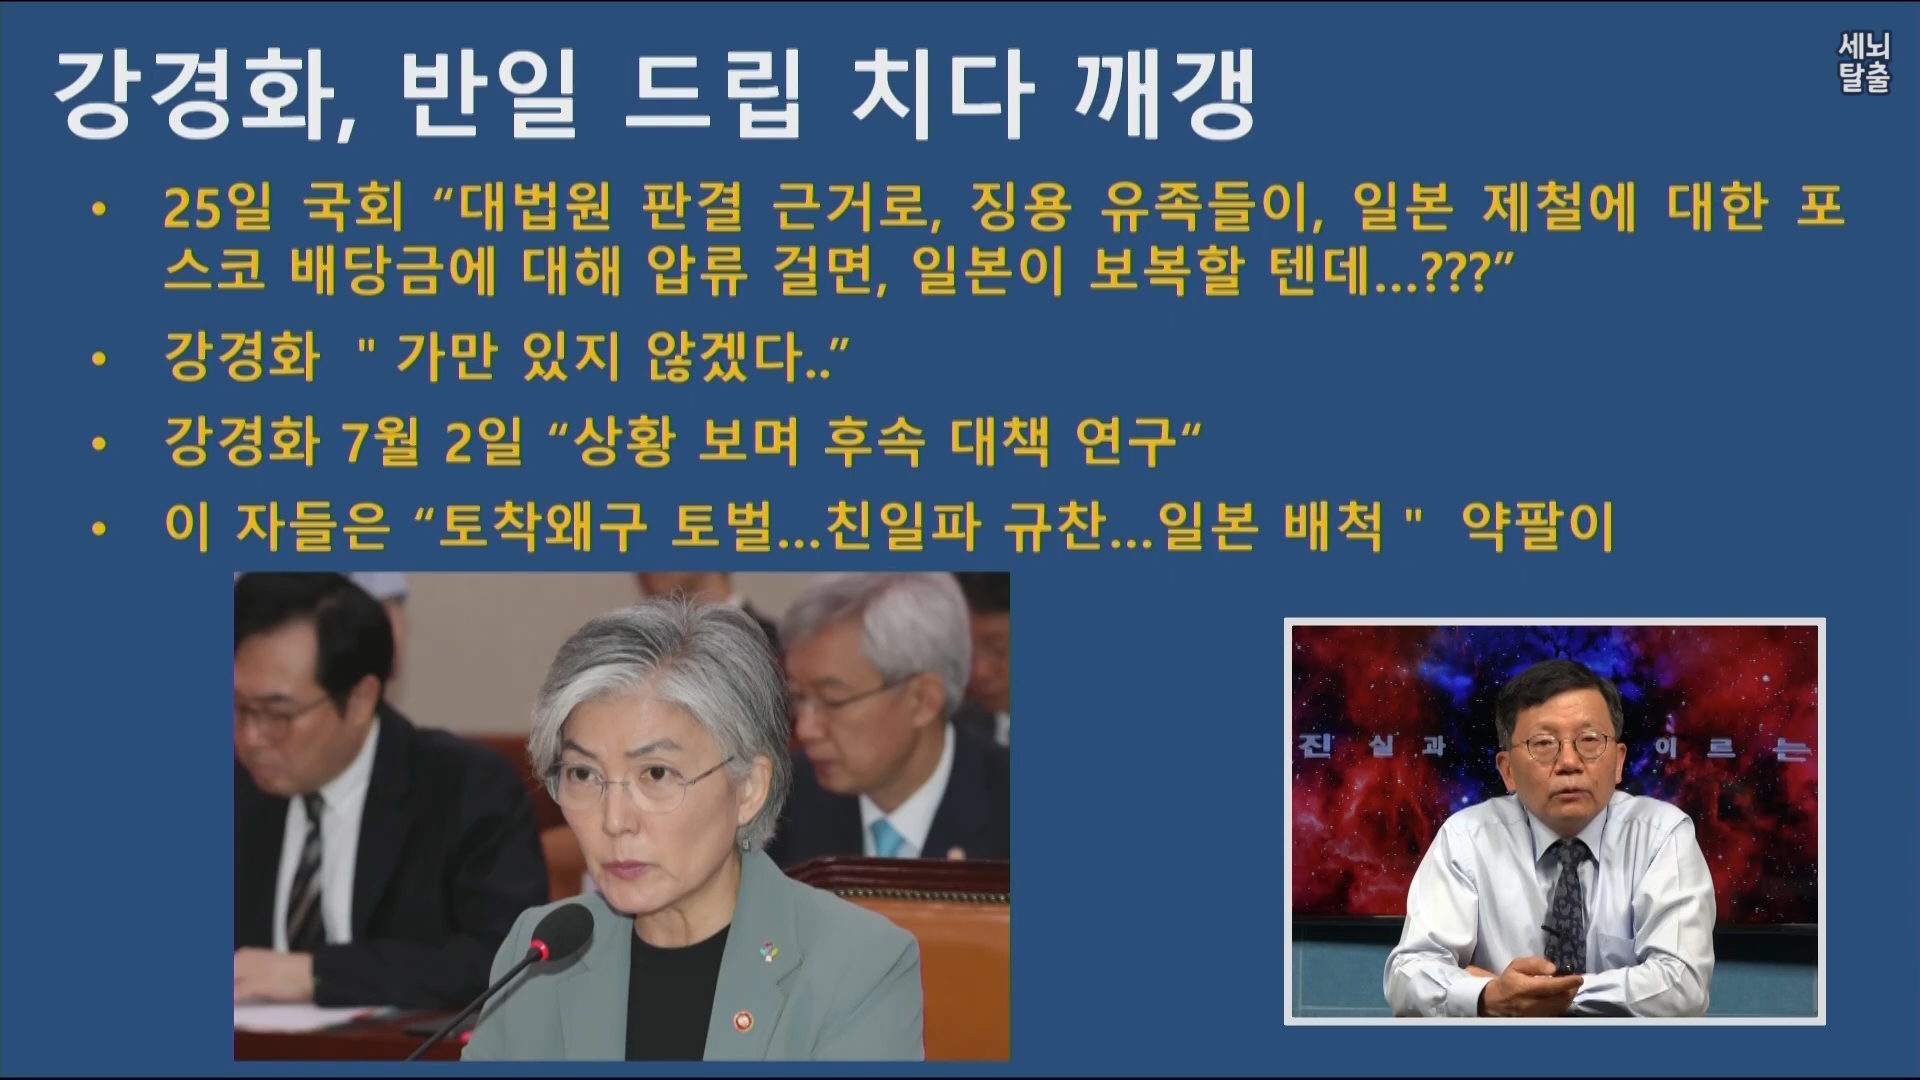 강경화, 반일 드립 치다 깨갱
세뇌
탈출
• 25일 국회 “대법원 판결 근거로, 징용 유족들이, 일본 제철에 대한 포
스코 배당금에 대해 압류 걸면, 일본이 보복할 텐데...???”
• 강경화 " 가만 있지 않겠다..”
• 강경화 7월 2일 “상황 보며 후속 대책 연구“
• 이 자들은 “토착왜구 토벌...친일파 규찬...일본 배척 " 약팔이
진 실 과 이 르 는